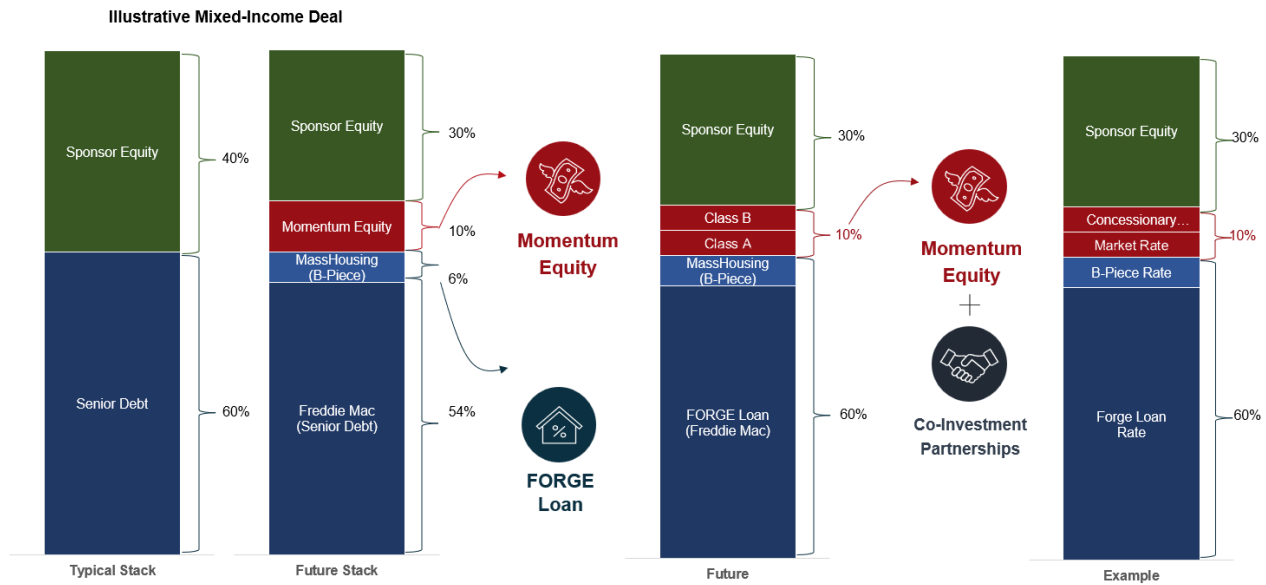 Illustrative Mixed-Income Deal
Sponsor Equity
40%
Senior Debt
60%
Typical Stack
Sponsor Equity
30%
Momentum Equity
10%
MassHousing
(B-Piece)
6%
Freddie Mac
(Senior Debt)
54%
Future Stack
Momentum
Equity
FORGE
Loan
Sponsor Equity
30%
Class B
Class A
10%
MassHousing
(B-Piece)
FORGE Loan
(Freddie Mac)
60%
Future
Momentum
Equity
Co-Investment
Partnerships
Sponsor Equity
30%
Concessionary...
Market Rate
10%
B-Piece Rate
Forge Loan
Rate
60%
Example